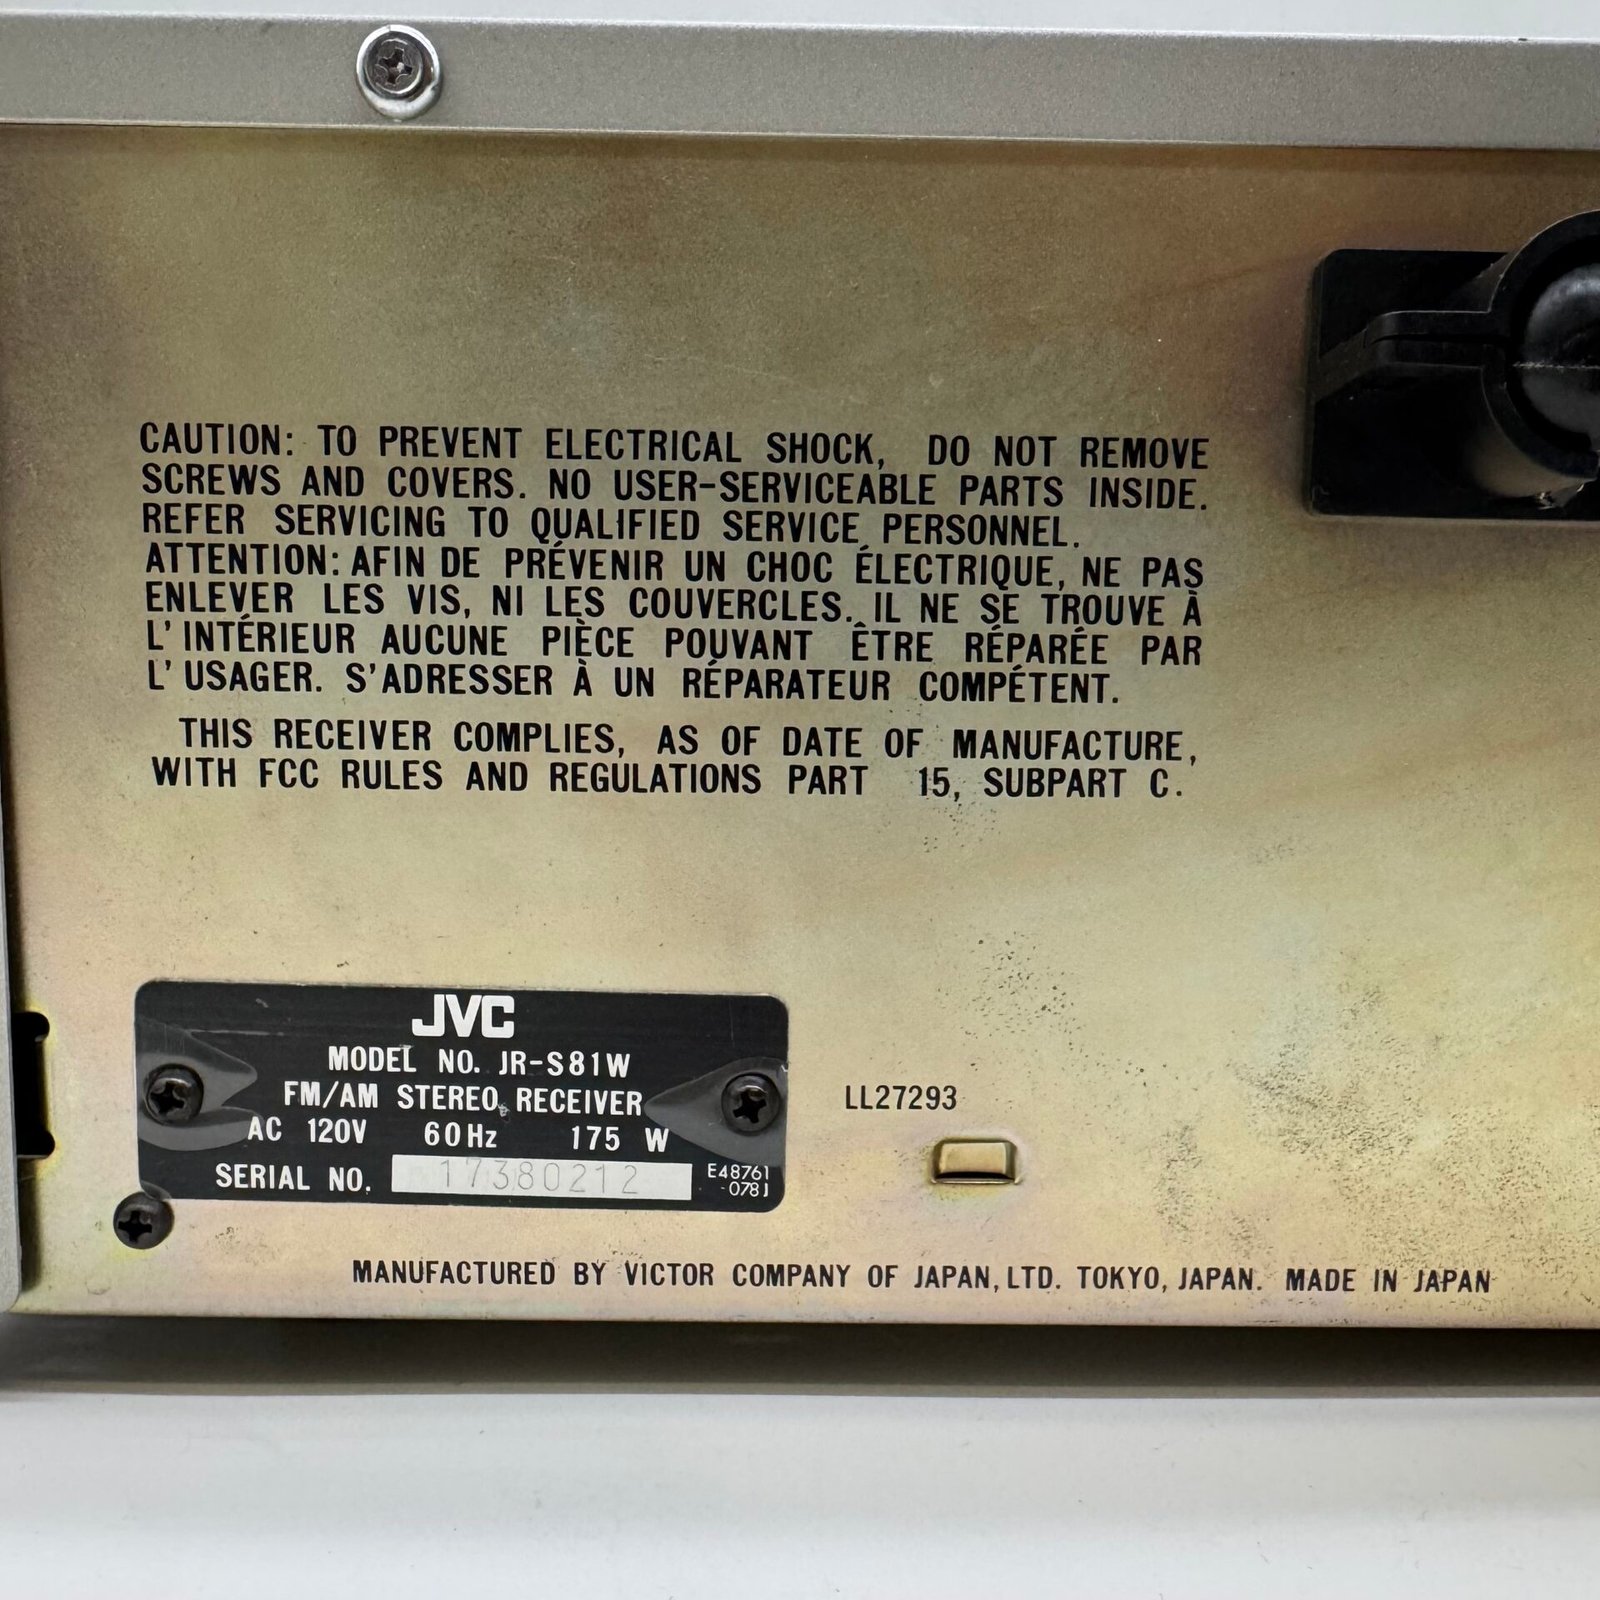 CAUTION: TO PREVENT ELECTRICAL SHOCK, DO NOT REMOVE
SCREWS AND COVERS. NO USER-SERVICEABLE PARTS INSIDE.
REFER SERVICING TO QUALIFIED SERVICE PERSONNEL.
ATTENTION: AFIN DE PRÉVENIR UN CHOC ÉLECTRIQUE, NE PAS
ENLEVER LES VIS, NI LES COUVERCLES. IL NE SE TROUVE À
L'INTÉRIEUR AUCUNE PIÈCE POUVANT ÊTRE RÉPARÉE PAR
L'USAGER. S'ADRESSER À UN RÉPARATEUR COMPÉTENT.
THIS RECEIVER COMPLIES, AS OF DATE OF MANUFACTURE,
WITH FCC RULES AND REGULATIONS PART 15, SUBPART C.
JVC
MODEL NO. JR-S81W
FM/AM STEREO RECEIVER
AC 120V 60Hz 175 W
SERIAL NO. 17380212
E48761
-078J
LL27293
MANUFACTURED BY VICTOR COMPANY OF JAPAN, LTD. TOKYO, JAPAN. MADE IN JAPAN